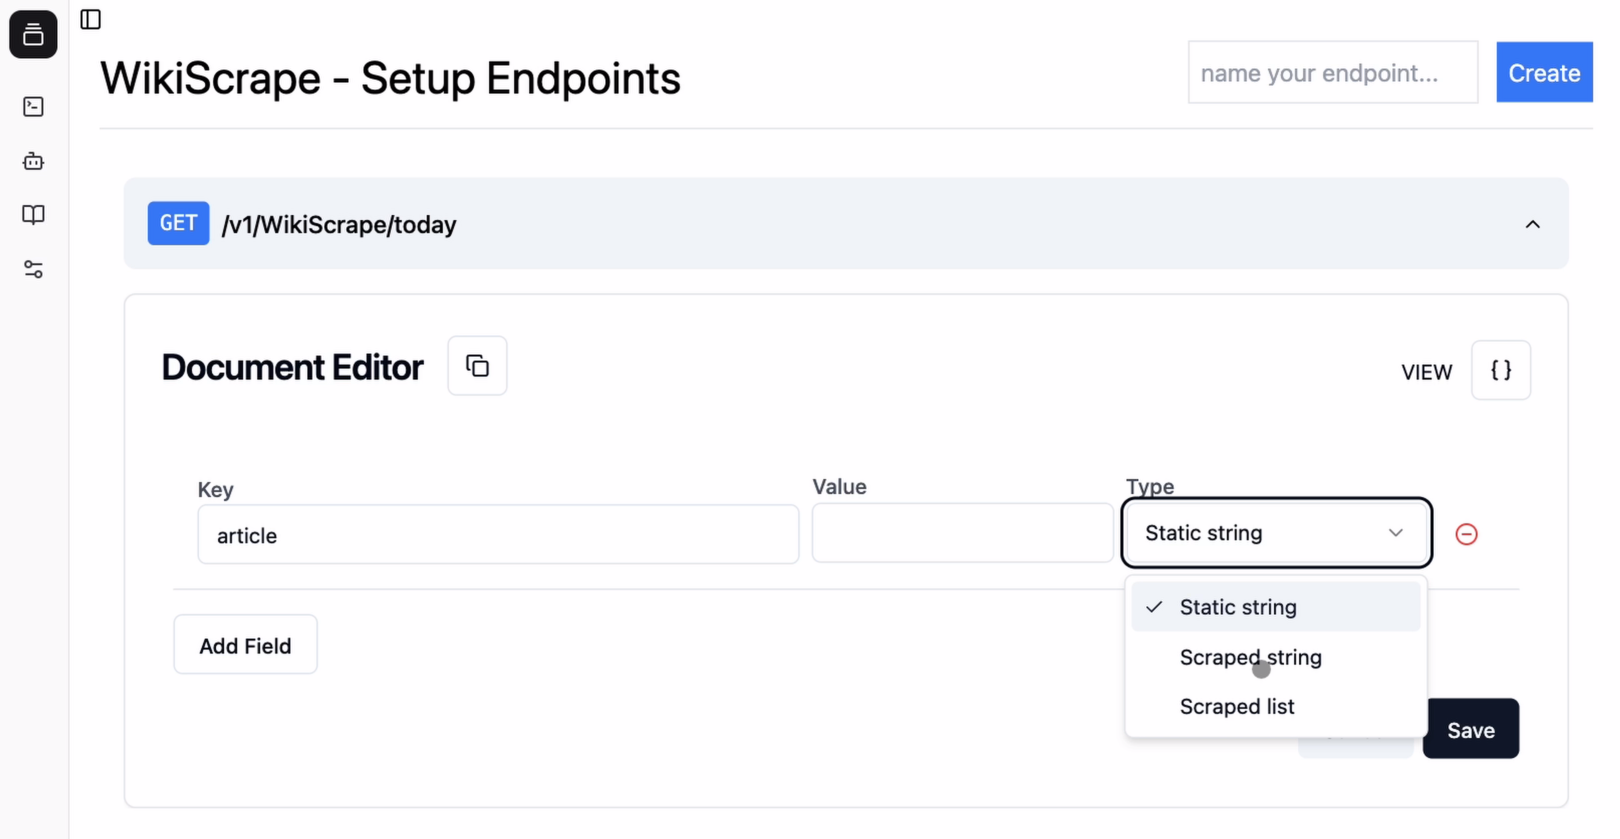 WikiScrape - Setup Endpoints
name your endpoint...
Create
GET /v1/WikiScrape/today
Document Editor
VIEW
{ }
Key
Value
Type
article
Static string
Static string
Scraped string
Scraped list
Add Field
Save